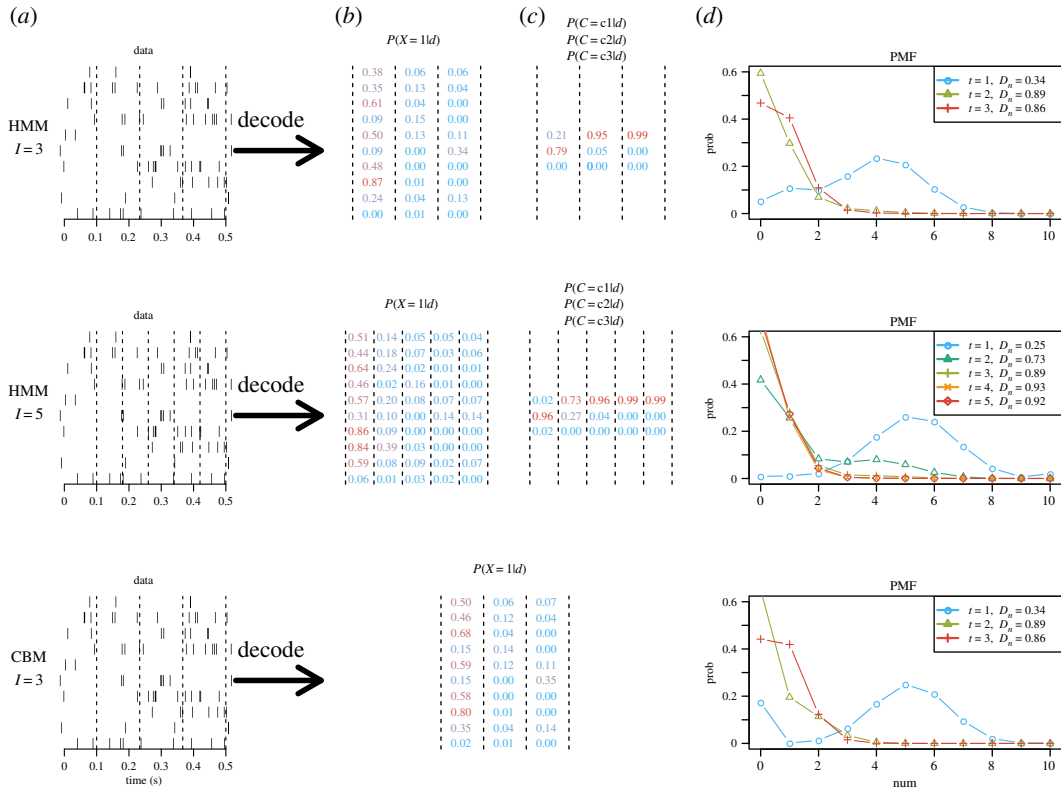 (a)
(b)
(c)
(d)
data
HMM
I = 3
0 0.1 0.2 0.3 0.4 0.5
decode
P(X = 1|d)
0.38 0.06 0.06
0.35 0.13 0.04
0.61 0.04 0.00
0.09 0.15 0.00
0.50 0.13 0.11
0.09 0.00 0.34
0.48 0.00 0.00
0.87 0.01 0.00
0.24 0.04 0.13
0.00 0.01 0.00
P(C = c1|d)
P(C = c2|d)
P(C = c3|d)
0.21 0.95 0.99
0.79 0.05 0.00
0.00 0.00 0.00
PMF
prob
0.6
0.4
0.2
0
0 2 4 6 8 10
t = 1, Dn = 0.34
t = 2, Dn = 0.89
t = 3, Dn = 0.86
data
HMM
I = 5
0 0.1 0.2 0.3 0.4 0.5
decode
P(X = 1|d)
0.51 0.14 0.05 0.05 0.04
0.44 0.18 0.07 0.03 0.06
0.64 0.24 0.02 0.01 0.00
0.46 0.02 0.16 0.01 0.00
0.57 0.20 0.08 0.07 0.07
0.31 0.10 0.00 0.14 0.14
0.86 0.09 0.00 0.00 0.00
0.84 0.39 0.03 0.00 0.00
0.59 0.08 0.09 0.02 0.07
0.06 0.01 0.03 0.02 0.00
P(C = c1|d)
P(C = c2|d)
P(C = c3|d)
0.02 0.73 0.96 0.99 0.99
0.96 0.27 0.04 0.00 0.00
0.02 0.00 0.00 0.00 0.00
PMF
prob
0.6
0.4
0.2
0
0 2 4 6 8 10
t = 1, Dn = 0.25
t = 2, Dn = 0.73
t = 3, Dn = 0.89
t = 4, Dn = 0.93
t = 5, Dn = 0.92
data
CBM
I = 3
0 0.1 0.2 0.3 0.4 0.5
time (s)
decode
P(X = 1|d)
0.50 0.06 0.07
0.46 0.12 0.04
0.68 0.04 0.00
0.15 0.14 0.00
0.59 0.12 0.11
0.15 0.00 0.35
0.58 0.00 0.00
0.80 0.01 0.00
0.35 0.04 0.14
0.02 0.01 0.00
PMF
prob
0.6
0.4
0.2
0
0 2 4 6 8 10
num
t = 1, Dn = 0.34
t = 2, Dn = 0.89
t = 3, Dn = 0.86